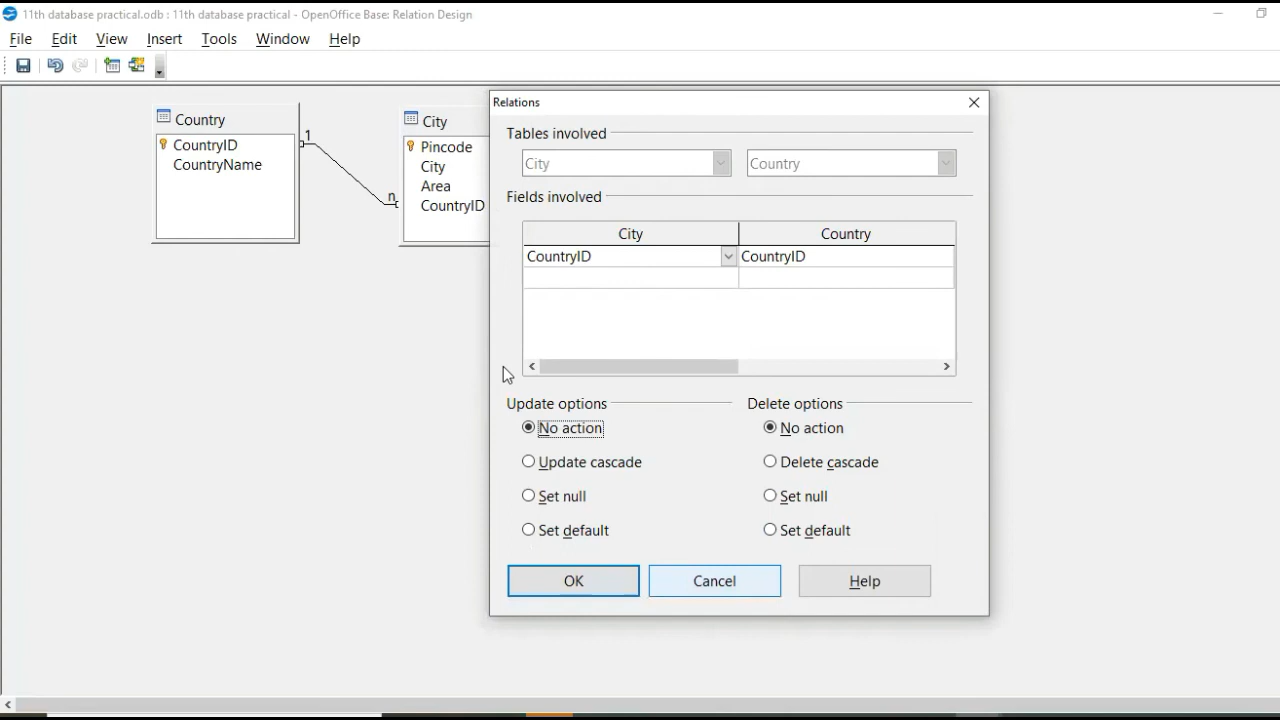 11th database practical.odb : 11th database practical - OpenOffice Base: Relation Design
File Edit View Insert Tools Window Help
Country
CountryID
CountryName
1
n
City
Pincode
City
Area
CountryID
Relations
Tables involved
City Country
Fields involved
City Country
CountryID CountryID
Update options Delete options
No action No action
Update cascade Delete cascade
Set null Set null
Set default Set default
OK Cancel Help